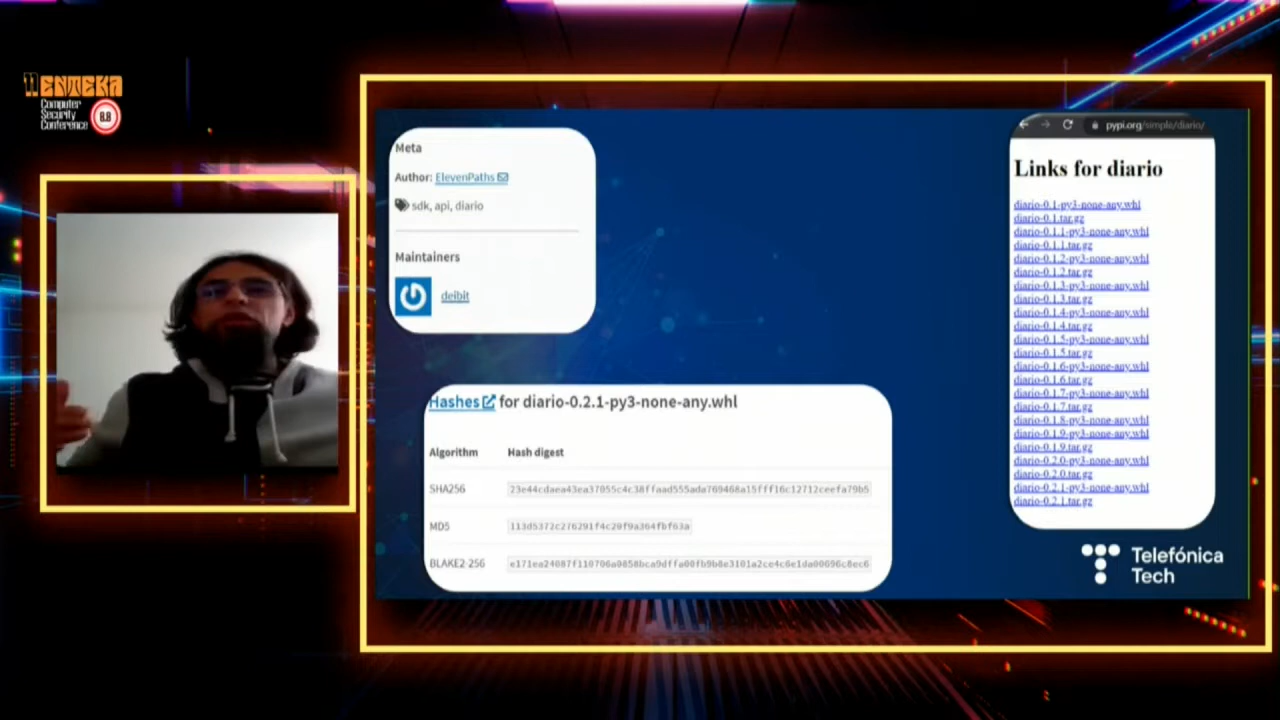 11ENTEKA
Computer
Security
Conference
8.8
Meta
Author: ElevenPaths
sdk, api, diario
Maintainers
deibit
Hashes for diario-0.2.1-py3-none-any.whl
Algorithm Hash digest
SHA256
MD5
BLAKE2-256
pypi.org/simple/diario/
Links for diario
diario-0.1-py3-none-any.whl
diario-0.1.tar.gz
diario-0.1.1-py3-none-any.whl
diario-0.1.1.tar.gz
diario-0.1.2-py3-none-any.whl
diario-0.1.2.tar.gz
diario-0.1.3-py3-none-any.whl
diario-0.1.3.tar.gz
diario-0.1.4-py3-none-any.whl
diario-0.1.4.tar.gz
diario-0.1.5-py3-none-any.whl
diario-0.1.5.tar.gz
diario-0.1.6-py3-none-any.whl
diario-0.1.6.tar.gz
diario-0.1.7-py3-none-any.whl
diario-0.1.7.tar.gz
diario-0.1.8-py3-none-any.whl
diario-0.1.9-py3-none-any.whl
diario-0.1.9.tar.gz
diario-0.2.0-py3-none-any.whl
diario-0.2.0.tar.gz
diario-0.2.1-py3-none-any.whl
diario-0.2.1.tar.gz
Telefónica
Tech